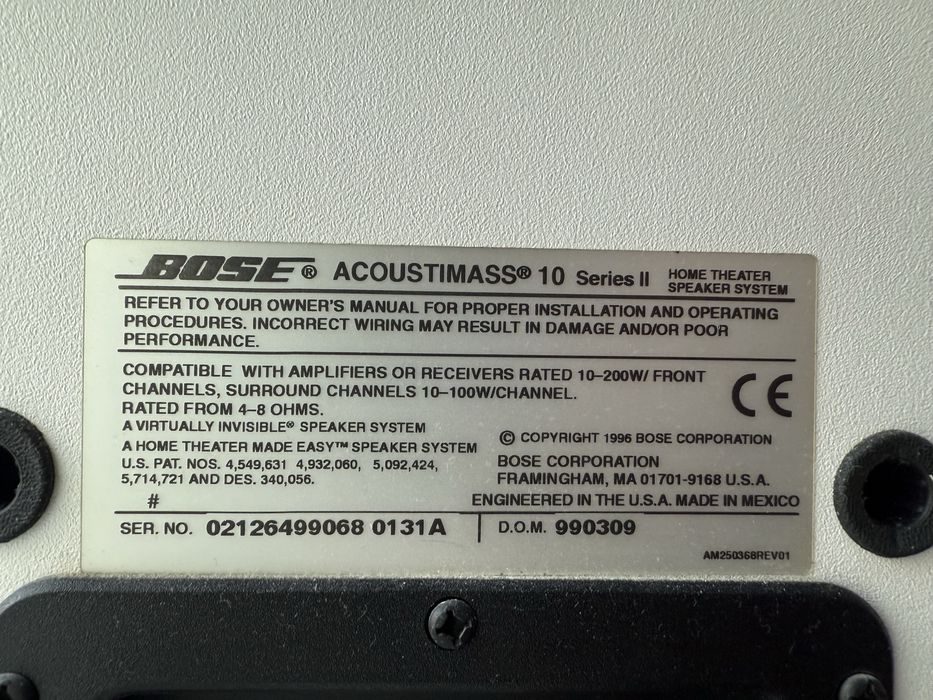 BOSE® ACOUSTIMASS® 10 Series II HOME THEATER SPEAKER SYSTEM
REFER TO YOUR OWNER'S MANUAL FOR PROPER INSTALLATION AND OPERATING
PROCEDURES. INCORRECT WIRING MAY RESULT IN DAMAGE AND/OR POOR
PERFORMANCE.
COMPATIBLE WITH AMPLIFIERS OR RECEIVERS RATED 10–200W/ FRONT
CHANNELS, SURROUND CHANNELS 10–100W/CHANNEL.
RATED FROM 4–8 OHMS.
CE
A VIRTUALLY INVISIBLE® SPEAKER SYSTEM
A HOME THEATER MADE EASY™ SPEAKER SYSTEM
U.S. PAT. NOS. 4,549,631 4,932,060, 5,092,424,
5,714,721 AND DES. 340,056.
#
© COPYRIGHT 1996 BOSE CORPORATION
BOSE CORPORATION
FRAMINGHAM, MA 01701-9168 U.S.A.
ENGINEERED IN THE U.S.A. MADE IN MEXICO
SER. NO. 02126499068 0131A
D.O.M. 990309
AM250368REV01